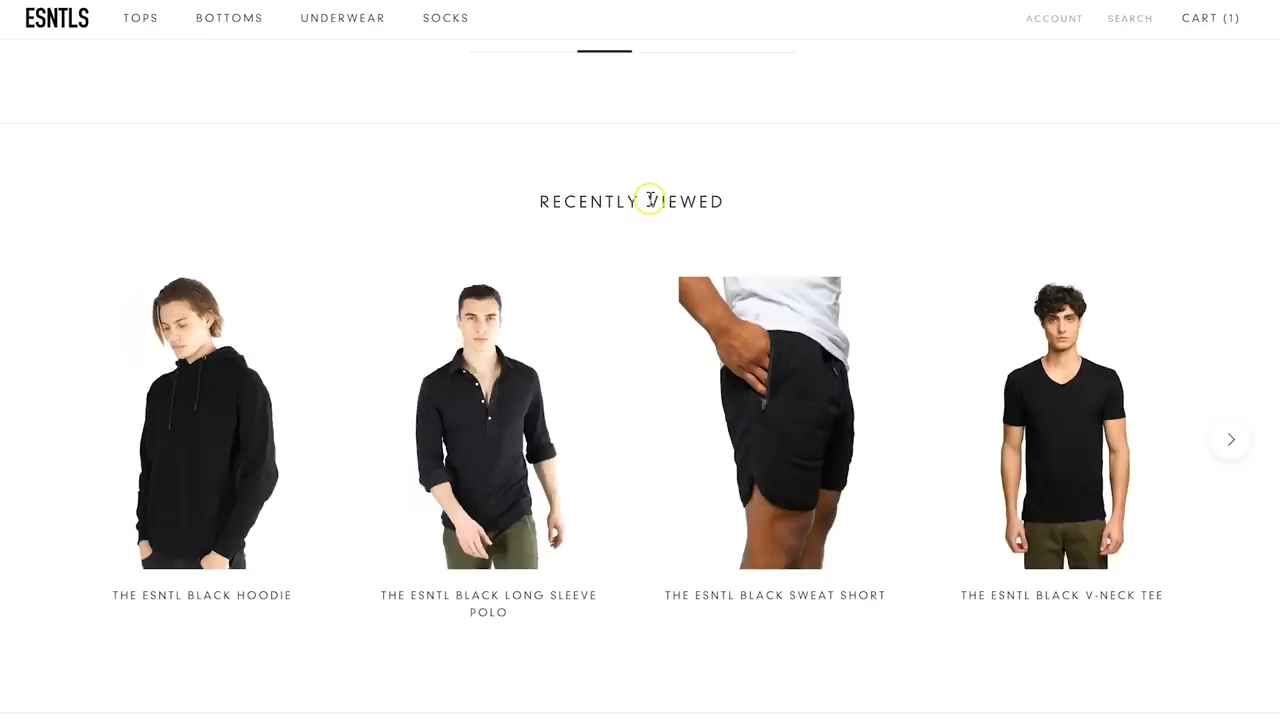 ESNTLS TOPS BOTTOMS UNDERWEAR SOCKS ACCOUNT SEARCH CART (1)
RECENTLY VIEWED
THE ESNTL BLACK HOODIE
THE ESNTL BLACK LONG SLEEVE
POLO
THE ESNTL BLACK SWEAT SHORT
THE ESNTL BLACK V-NECK TEE